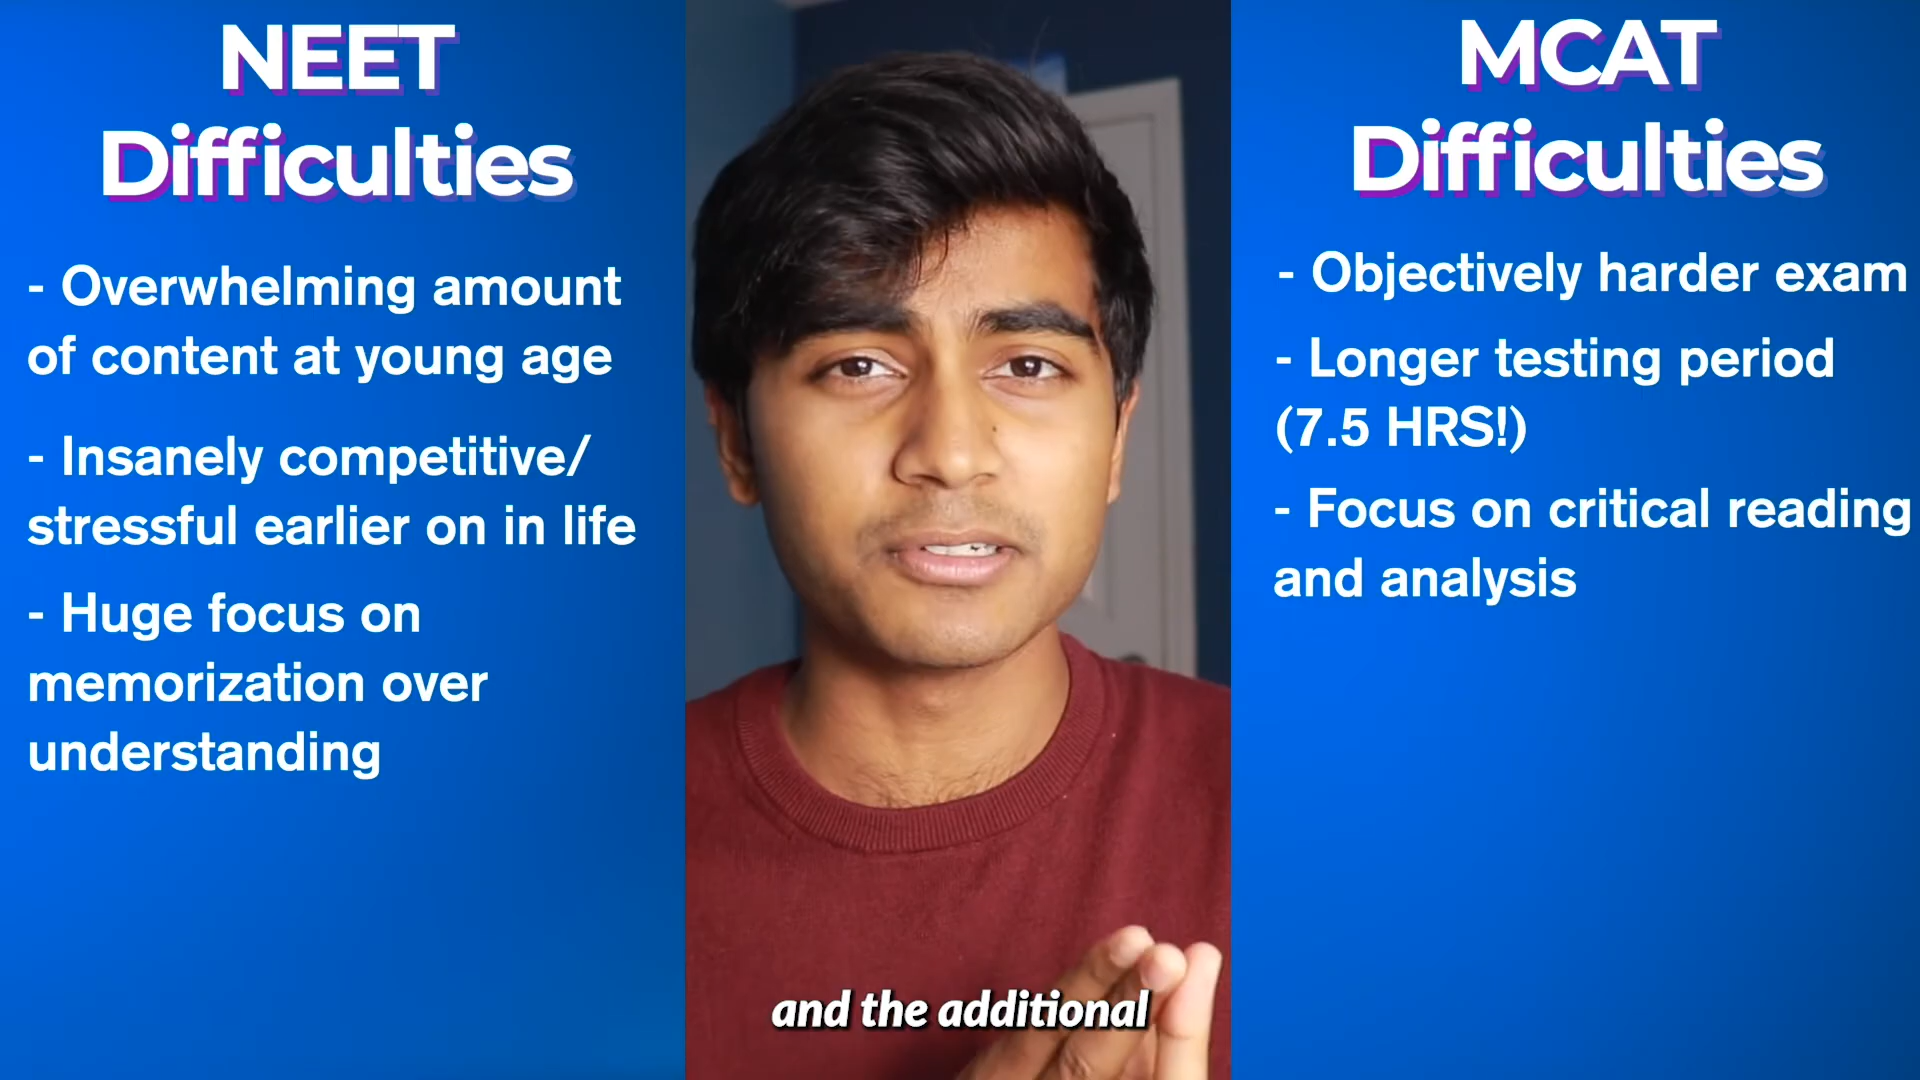 NEET
Difficulties
- Overwhelming amount
of content at young age
- Insanely competitive/
stressful earlier on in life
- Huge focus on
memorization over
understanding
and the additional
MCAT
Difficulties
- Objectively harder exam
- Longer testing period
(7.5 HRS!)
- Focus on critical reading
and analysis